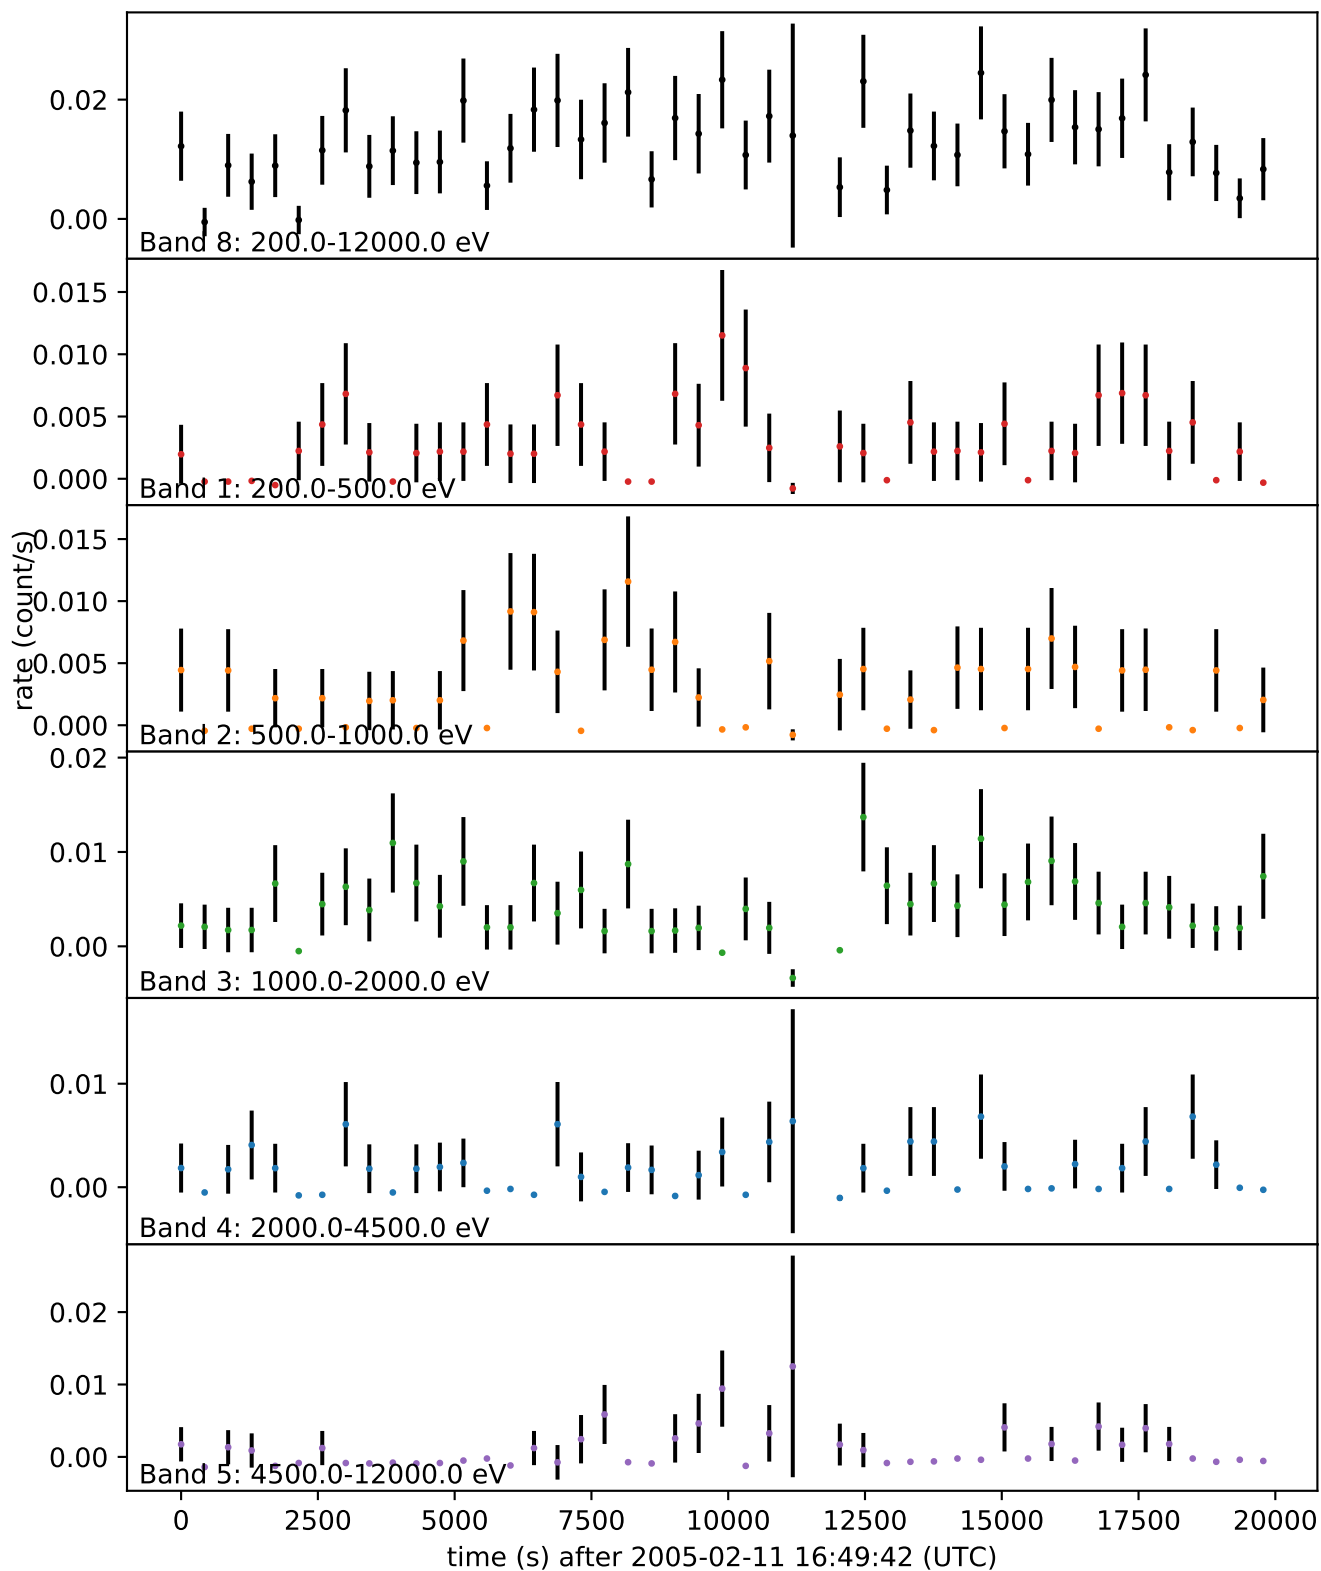 0.02
0.00
Band 8: 200.0-12000.0 eV
0.015
0.010
0.005
0.000
Band 1: 200.0-500.0 eV
rate (count/s)
0.015
0.010
0.005
0.000
Band 2: 500.0-1000.0 eV
0.02
0.01
0.00
Band 3: 1000.0-2000.0 eV
0.01
0.00
Band 4: 2000.0-4500.0 eV
0.02
0.01
0.00
Band 5: 4500.0-12000.0 eV
0 2500 5000 7500 10000 12500 15000 17500 20000
time (s) after 2005-02-11 16:49:42 (UTC)